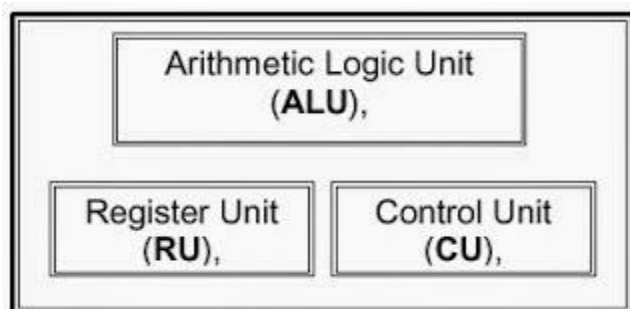 Arithmetic Logic Unit
(ALU),
Register Unit
(RU),
Control Unit
(CU),